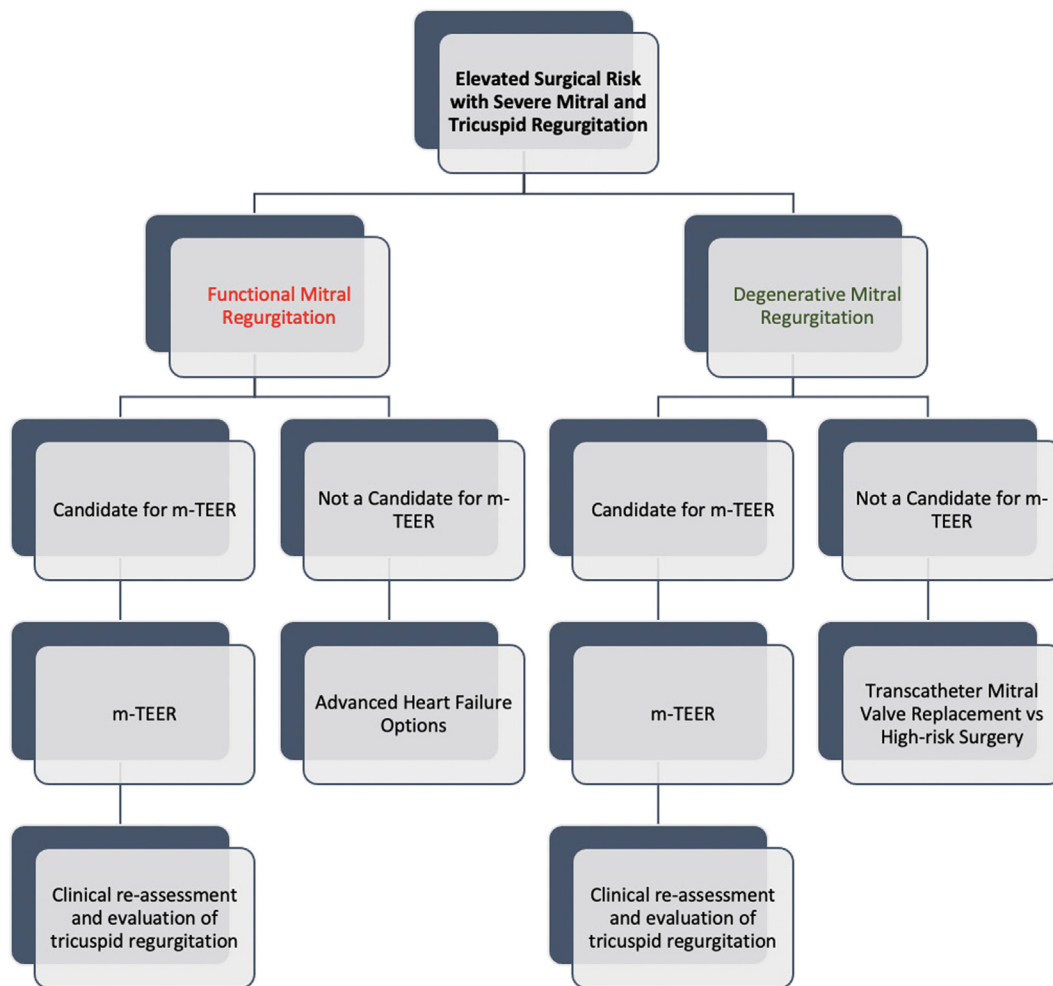 Elevated Surgical Risk
with Severe Mitral and
Tricuspid Regurgitation
Functional Mitral
Regurgitation
Degenerative Mitral
Regurgitation
Candidate for m-TEER
Not a Candidate for m-
TEER
Candidate for m-TEER
Not a Candidate for m-
TEER
m-TEER
Advanced Heart Failure
Options
m-TEER
Transcatheter Mitral
Valve Replacement vs
High-risk Surgery
Clinical re-assessment
and evaluation of
tricuspid regurgitation
Clinical re-assessment
and evaluation of
tricuspid regurgitation